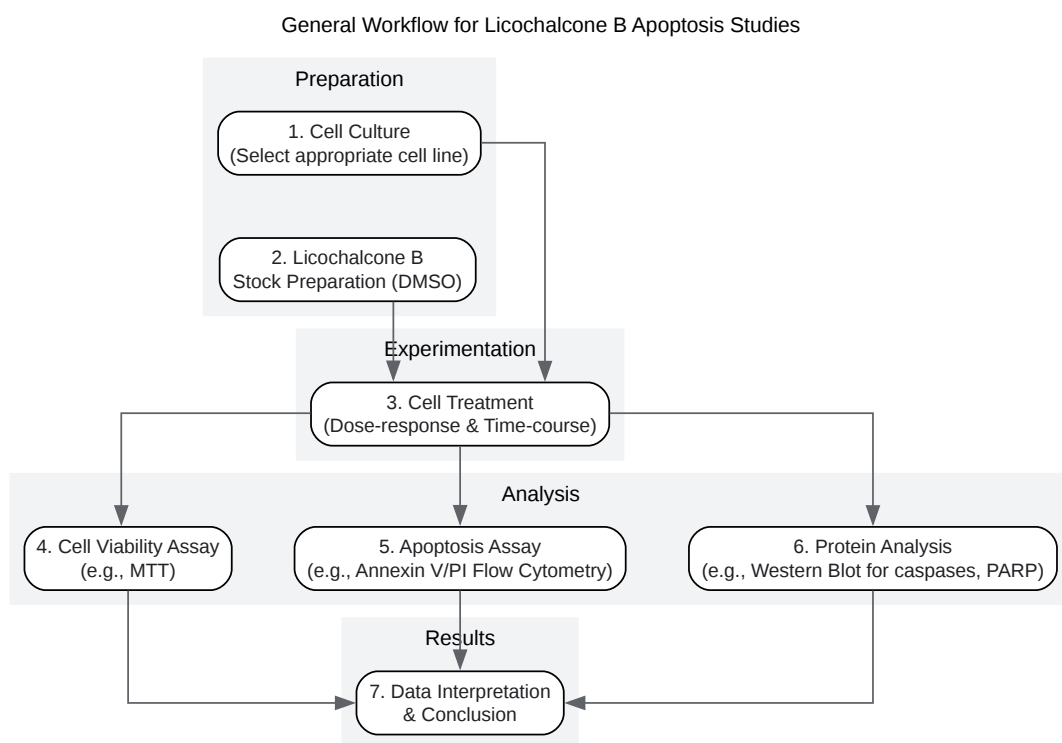 General Workflow for Licochalcone B Apoptosis Studies
Preparation
1. Cell Culture
(Select appropriate cell line)
2. Licochalcone B
Stock Preparation (DMSO)
Experimentation
3. Cell Treatment
(Dose-response & Time-course)
Analysis
4. Cell Viability Assay
(e.g., MTT)
5. Apoptosis Assay
(e.g., Annexin V/PI Flow Cytometry)
6. Protein Analysis
(e.g., Western Blot for caspases, PARP)
Results
7. Data Interpretation
& Conclusion